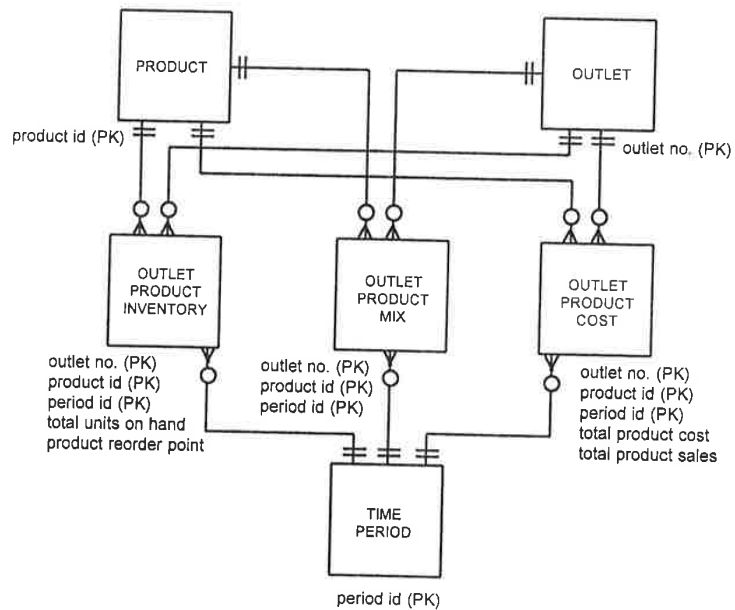 PRODUCT
OUTLET
product id (PK)
outlet no. (PK)
OUTLET
PRODUCT
INVENTORY
OUTLET
PRODUCT
MIX
OUTLET
PRODUCT
COST
outlet no. (PK)
product id (PK)
period id (PK)
total units on hand
product reorder point
outlet no. (PK)
product id (PK)
period id (PK)
outlet no. (PK)
product id (PK)
period id (PK)
total product cost
total product sales
TIME
PERIOD
period id (PK)